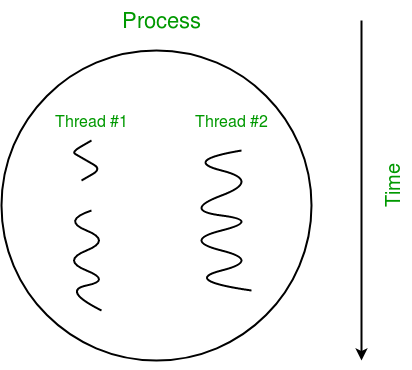 Process
Thread #1
Thread #2
Time